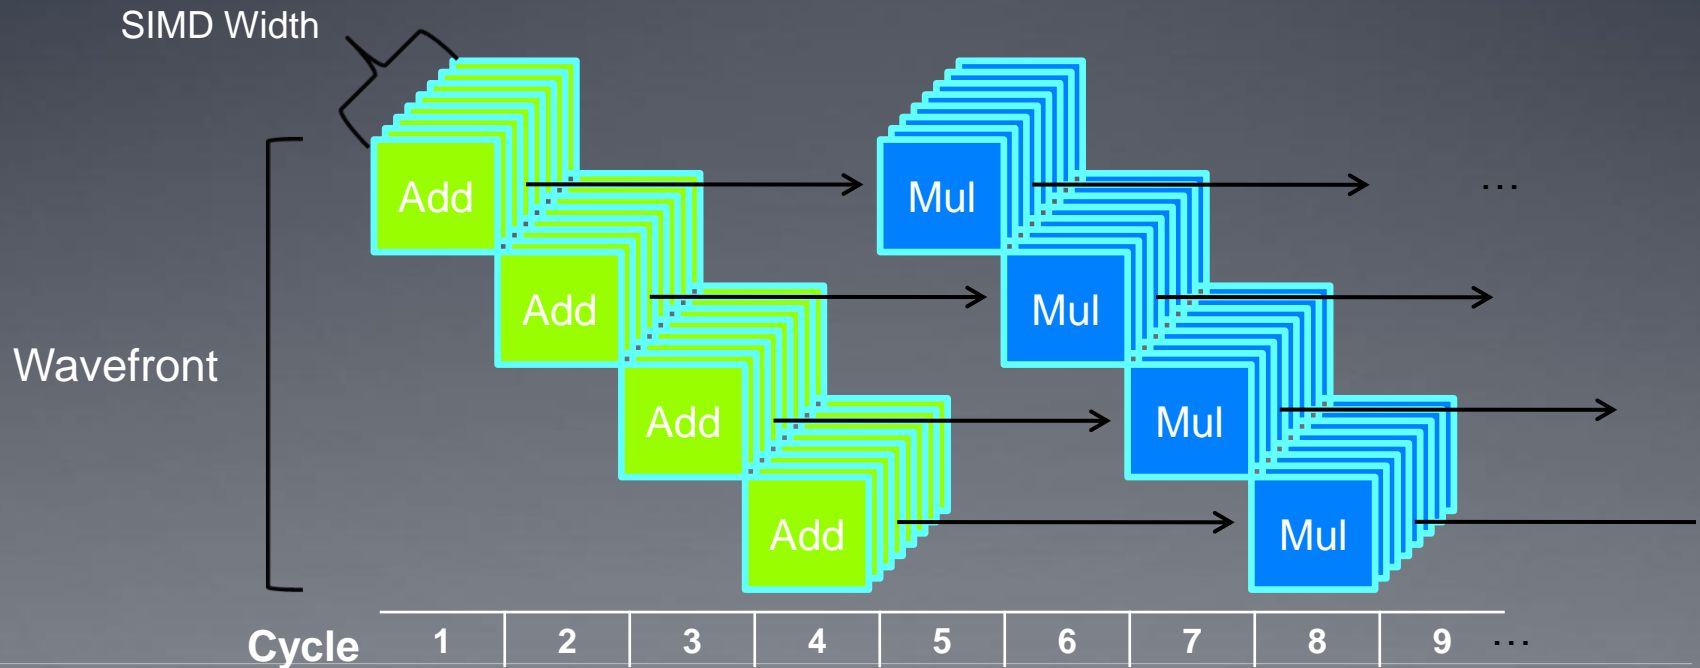 SIMD Width
Add
Mul
...
Add
Mul
Wavefront
Add
Mul
Add
Mul
Cycle 1 2 3 4 5 6 7 8 9 ...